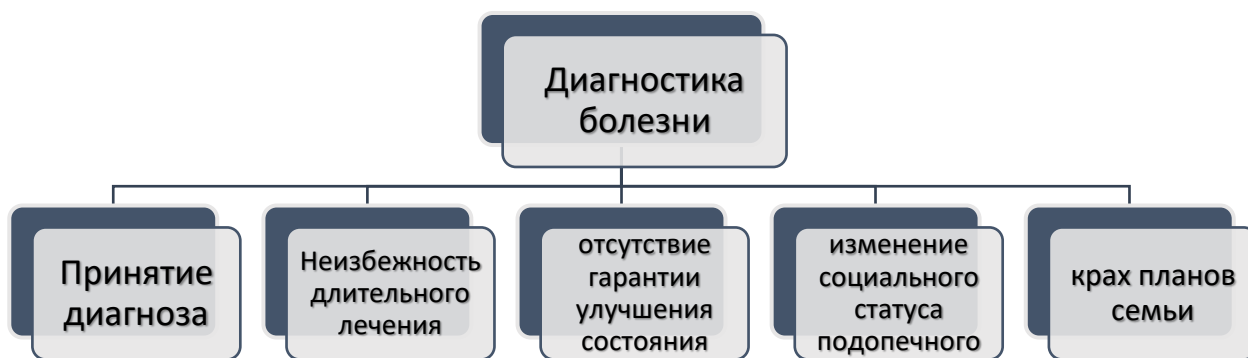 Диагностика
болезни
Принятие
диагноза
Неизбежность
длительного
лечения
отсутствие
гарантии
улучшения
состояния
изменение
социального
статуса
подопечного
крах планов
семьи